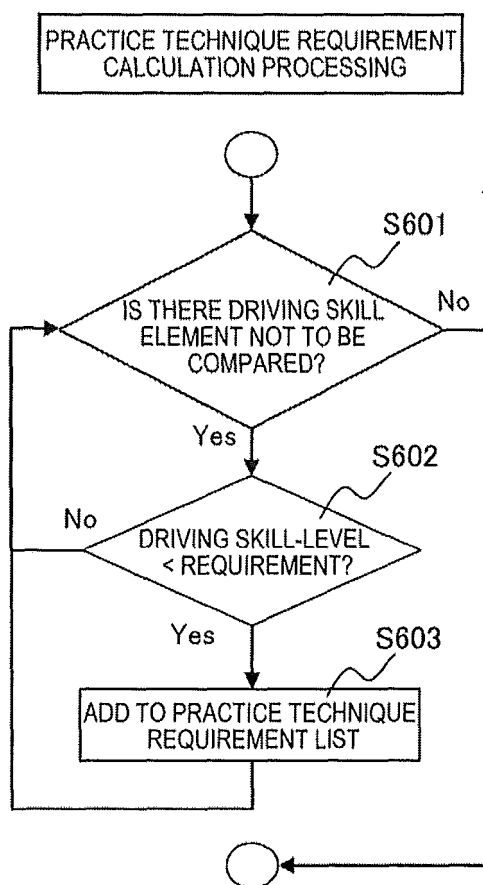 PRACTICE TECHNIQUE REQUIREMENT
CALCULATION PROCESSING
S601
IS THERE DRIVING SKILL
ELEMENT NOT TO BE
COMPARED?
No
Yes
S602
No
DRIVING SKILL-LEVEL
< REQUIREMENT?
Yes
S603
ADD TO PRACTICE TECHNIQUE
REQUIREMENT LIST